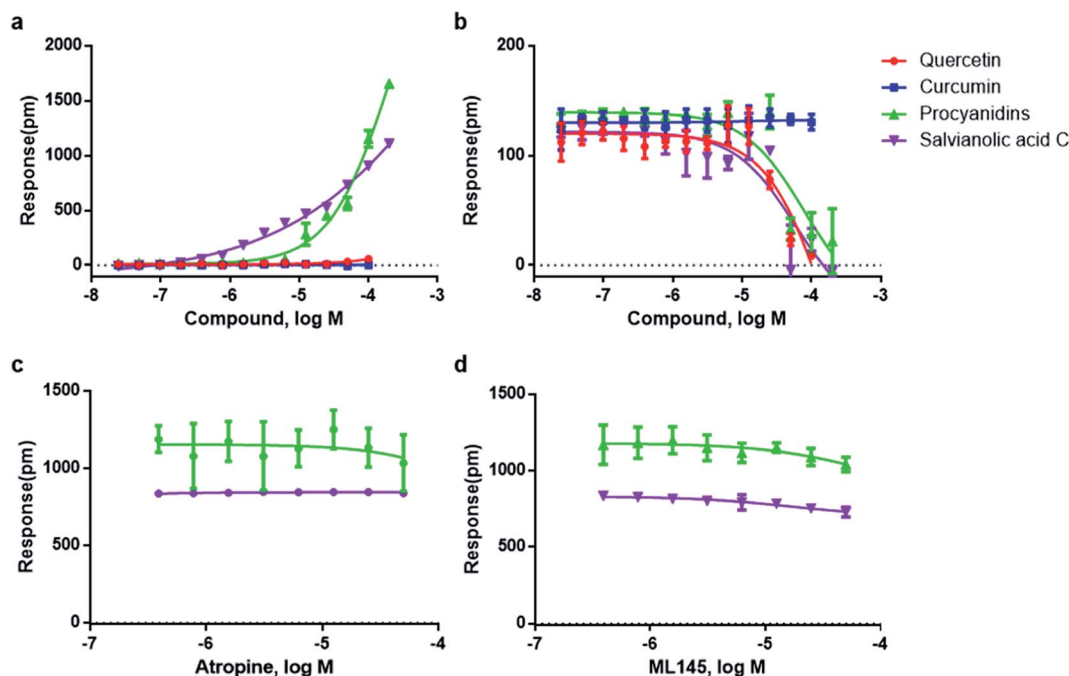 a
2000
1500
1000
500
0
Response(pm)
-8 -7 -6 -5 -4 -3
Compound, log M
b
200
100
0
Response(pm)
-8 -7 -6 -5 -4 -3
Compound, log M
Quercetin
Curcumin
Procyanidins
Salvianolic acid C
c
1500
1000
500
0
Response(pm)
-7 -6 -5 -4
Atropine, log M
d
1500
1000
500
0
Response(pm)
-7 -6 -5 -4
ML145, log M